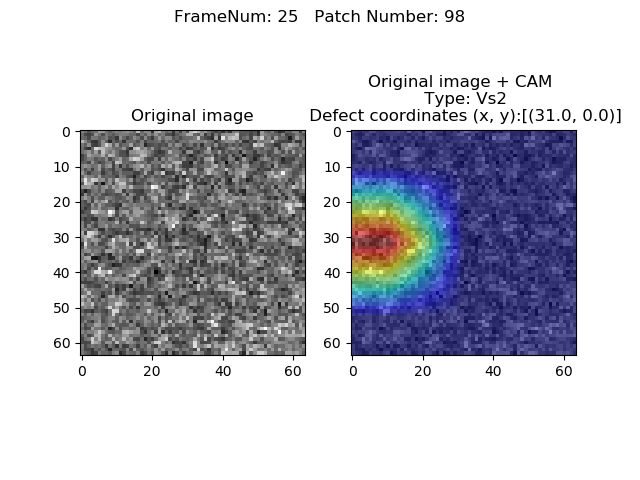 FrameNum: 25   Patch Number: 98
Original image
Original image + CAM
Type: Vs2
Defect coordinates (x, y):[(31.0, 0.0)]
0
10
20
30
40
50
60
0 20 40 60
0
10
20
30
40
50
60
0 20 40 60